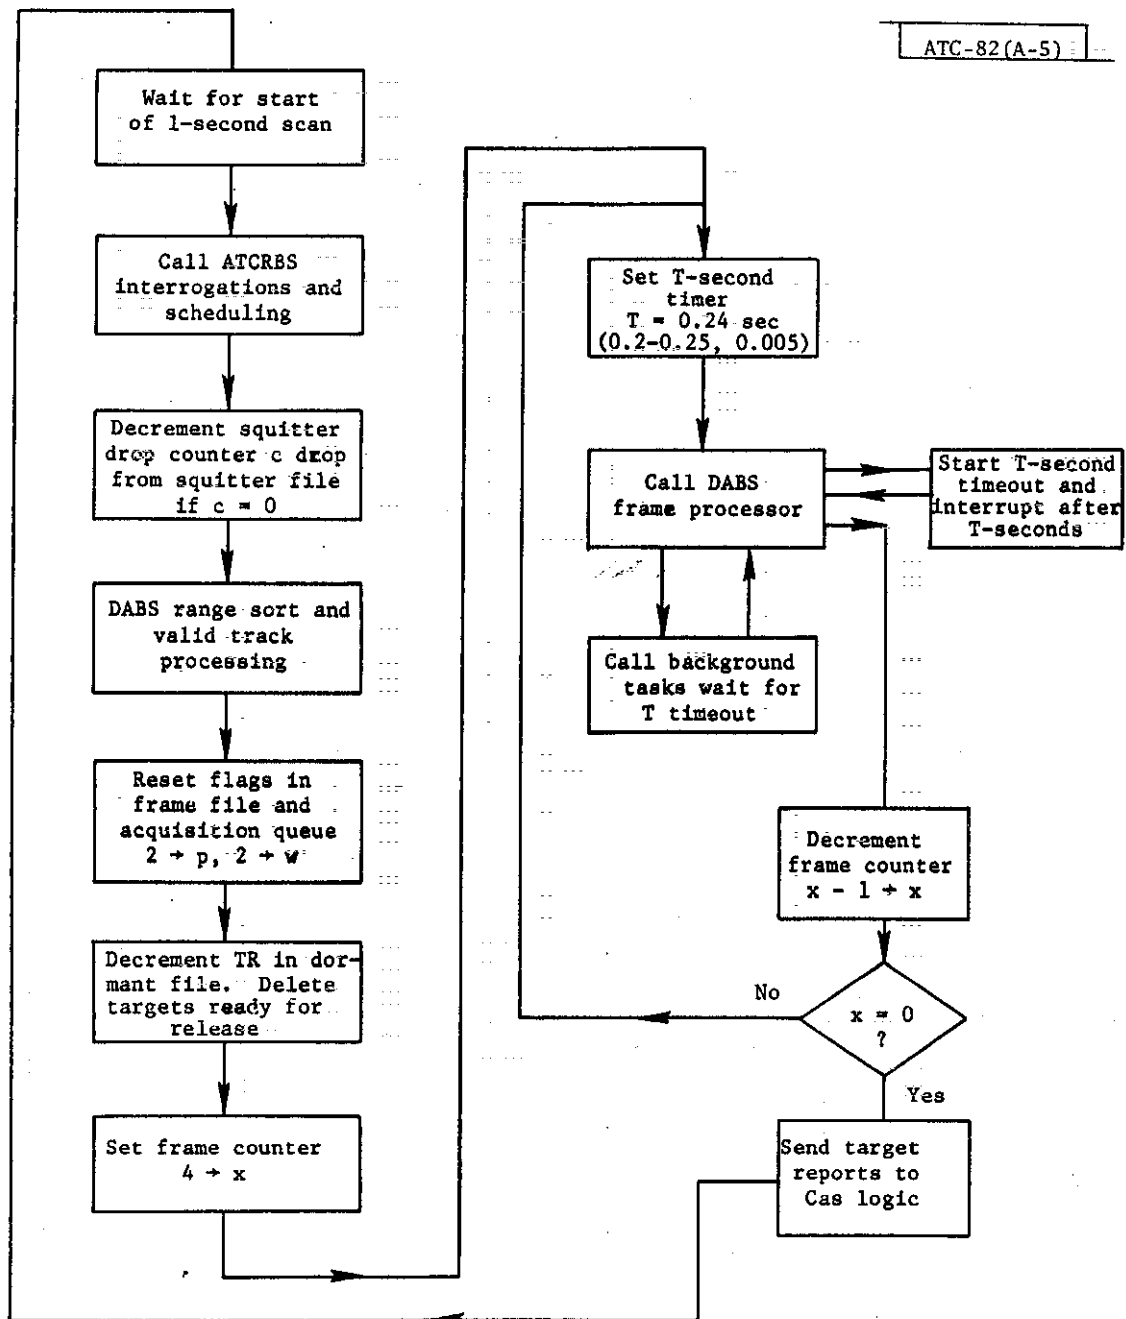 ATC-82(A-5)
Wait for start
of 1-second scan
Call ATCRBS
interrogations and
scheduling
Decrement squitter
drop counter c drop
from squitter file
if c = 0
DABS range sort and
valid track
processing
Reset flags in
frame file and
acquisition queue
2 → p, 2 → w
Decrement TR in dor-
mant file. Delete
targets ready for
release
Set frame counter
4 → x
Set T-second
timer
T = 0.24 sec
(0.2-0.25, 0.005)
Call DABS
frame processor
Start T-second
timeout and
interrupt after
T-seconds
Call background
tasks wait for
T timeout
Decrement
frame counter
x - 1 → x
x = 0
?
No
Yes
Send target
reports to
Cas logic